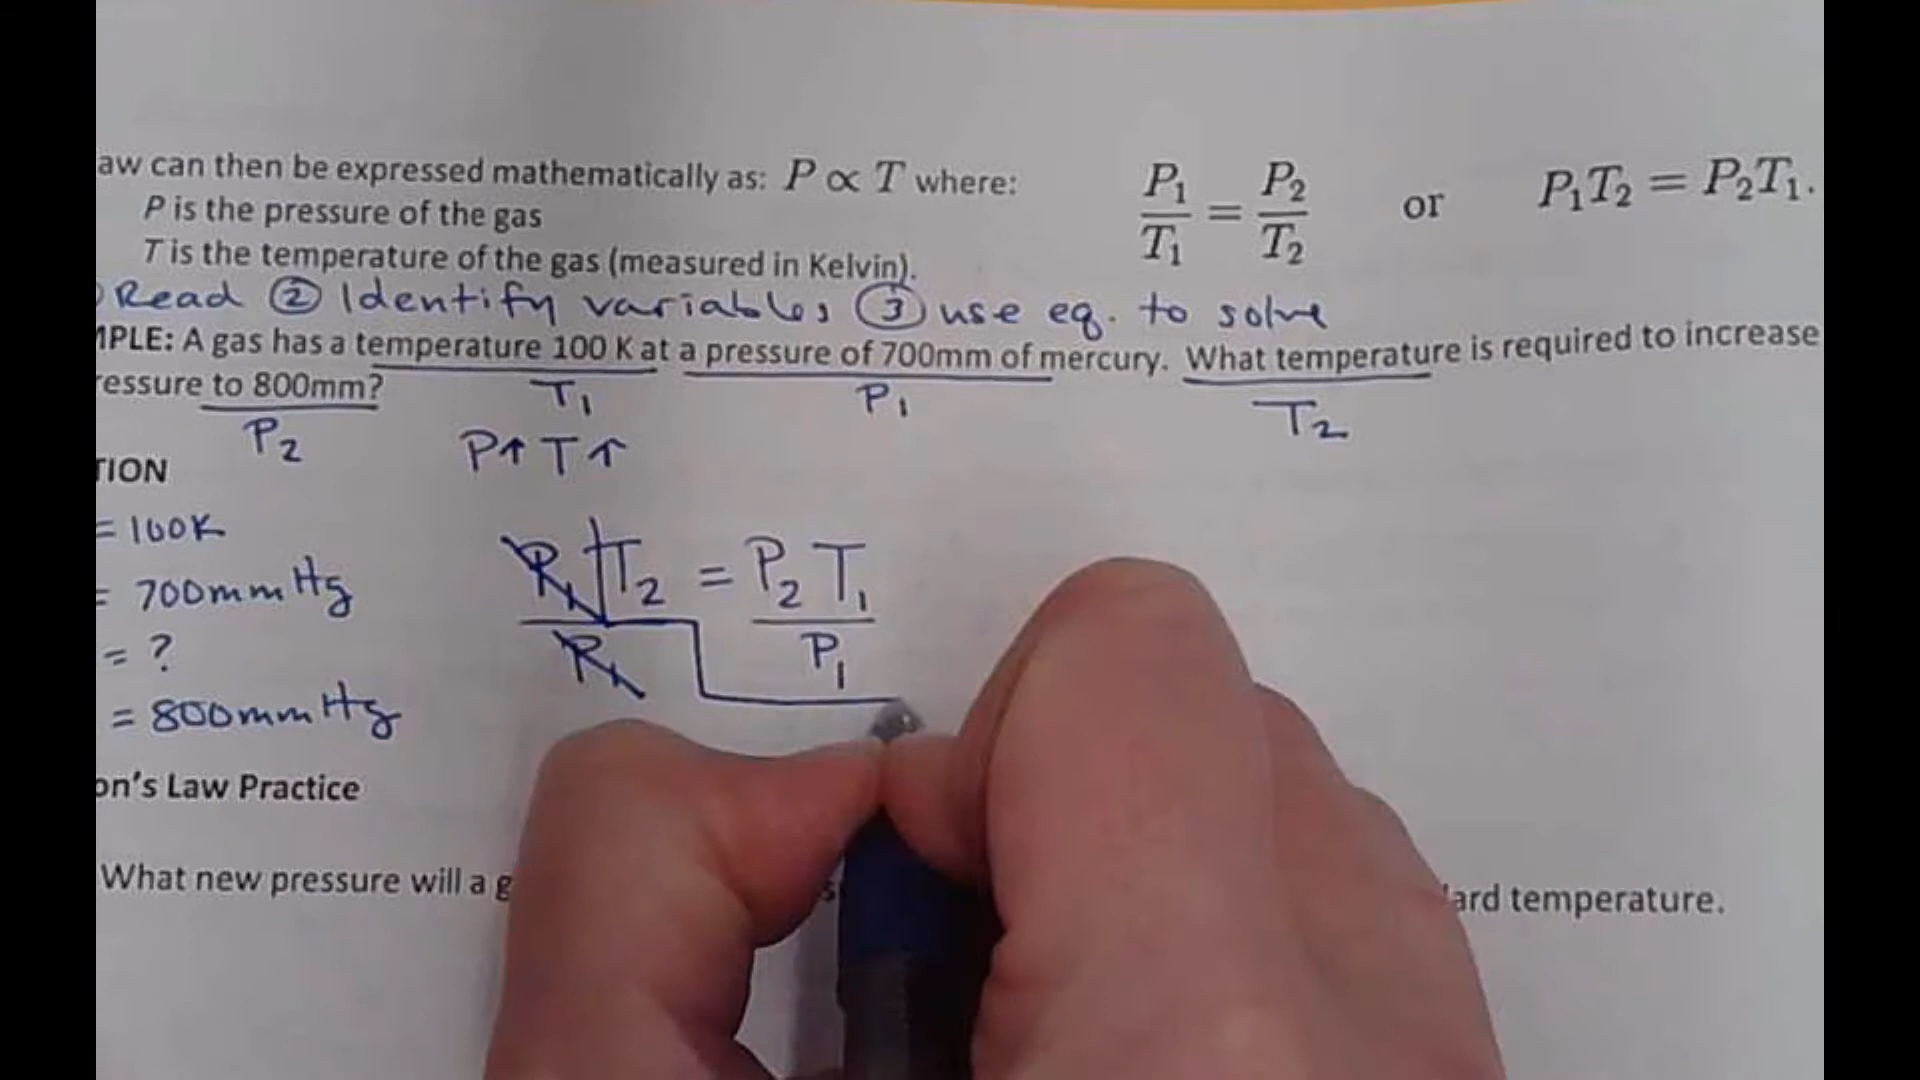 aw can then be expressed mathematically as: P ∝ T where: P₁/T₁ = P₂/T₂ or P₁T₂ = P₂T₁.
P is the pressure of the gas
T is the temperature of the gas (measured in Kelvin).
Read ② Identify variables ③ use eq. to solve
MPLE: A gas has a temperature 100 K at a pressure of 700mm of mercury. What temperature is required to increase
ressure to 800mm?
T₁ P₁ T₂
P₂ P↑ T↑
TION
= 100K
P₁T₂/P₁ = P₂T₁/P₁
= 700mmHg
= ?
= 800mmHg
on's Law Practice
What new pressure will a g ard temperature.